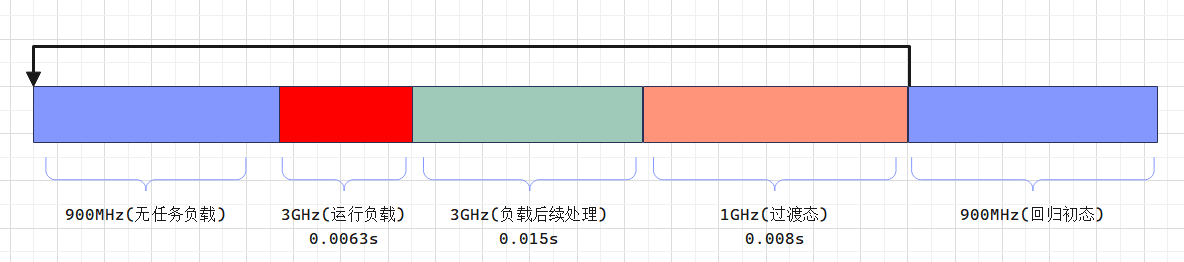 900MHz(无任务负载)
3GHz(运行负载)
0.0063s
3GHz(负载后续处理)
0.015s
1GHz(过渡态)
0.008s
900MHz(回归初态)